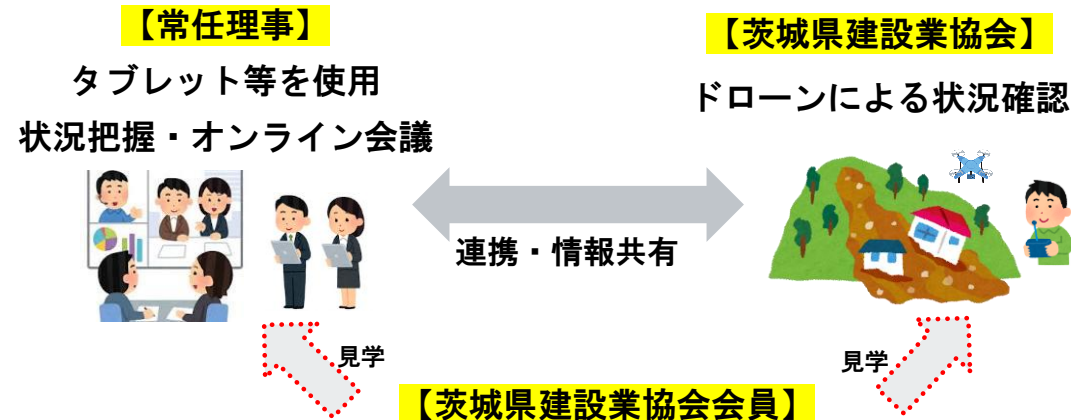 【常任理事】
タブレット等を使用
状況把握・オンライン会議
【茨城県建設業協会】
ドローンによる状況確認
連携・情報共有
見学
見学
【茨城県建設業協会会員】